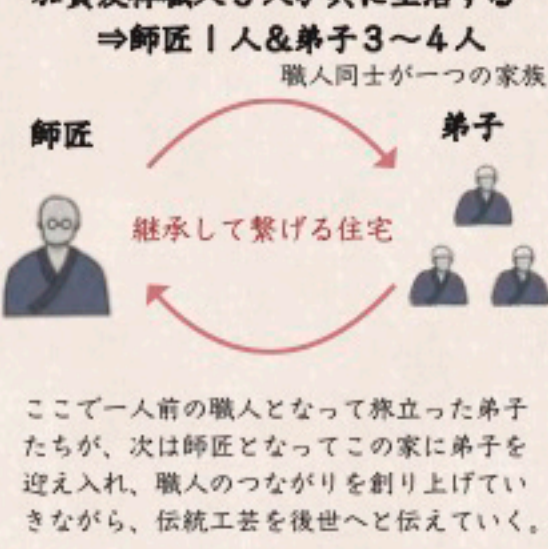 ⇒師匠1人&弟子3〜4人
職人同士が一つの家族
師匠
弟子
継承して繋げる住宅
ここで一人前の職人となって旅立った弟子
たちが、次は師匠となってこの家に弟子を
迎え入れ、職人のつながりを創り上げてい
きながら、伝統工芸を後世へと伝えていく。